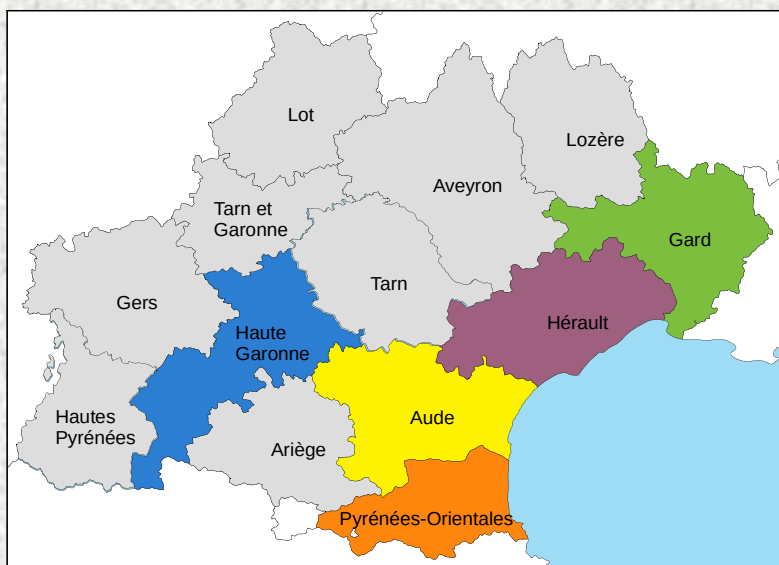 Lot
Lozère
Aveyron
Tarn et
Garonne
Gard
Tarn
Gers
Hérault
Haute
Garonne
Hautes
Pyrénées
Aude
Ariège
Pyrénées-Orientales